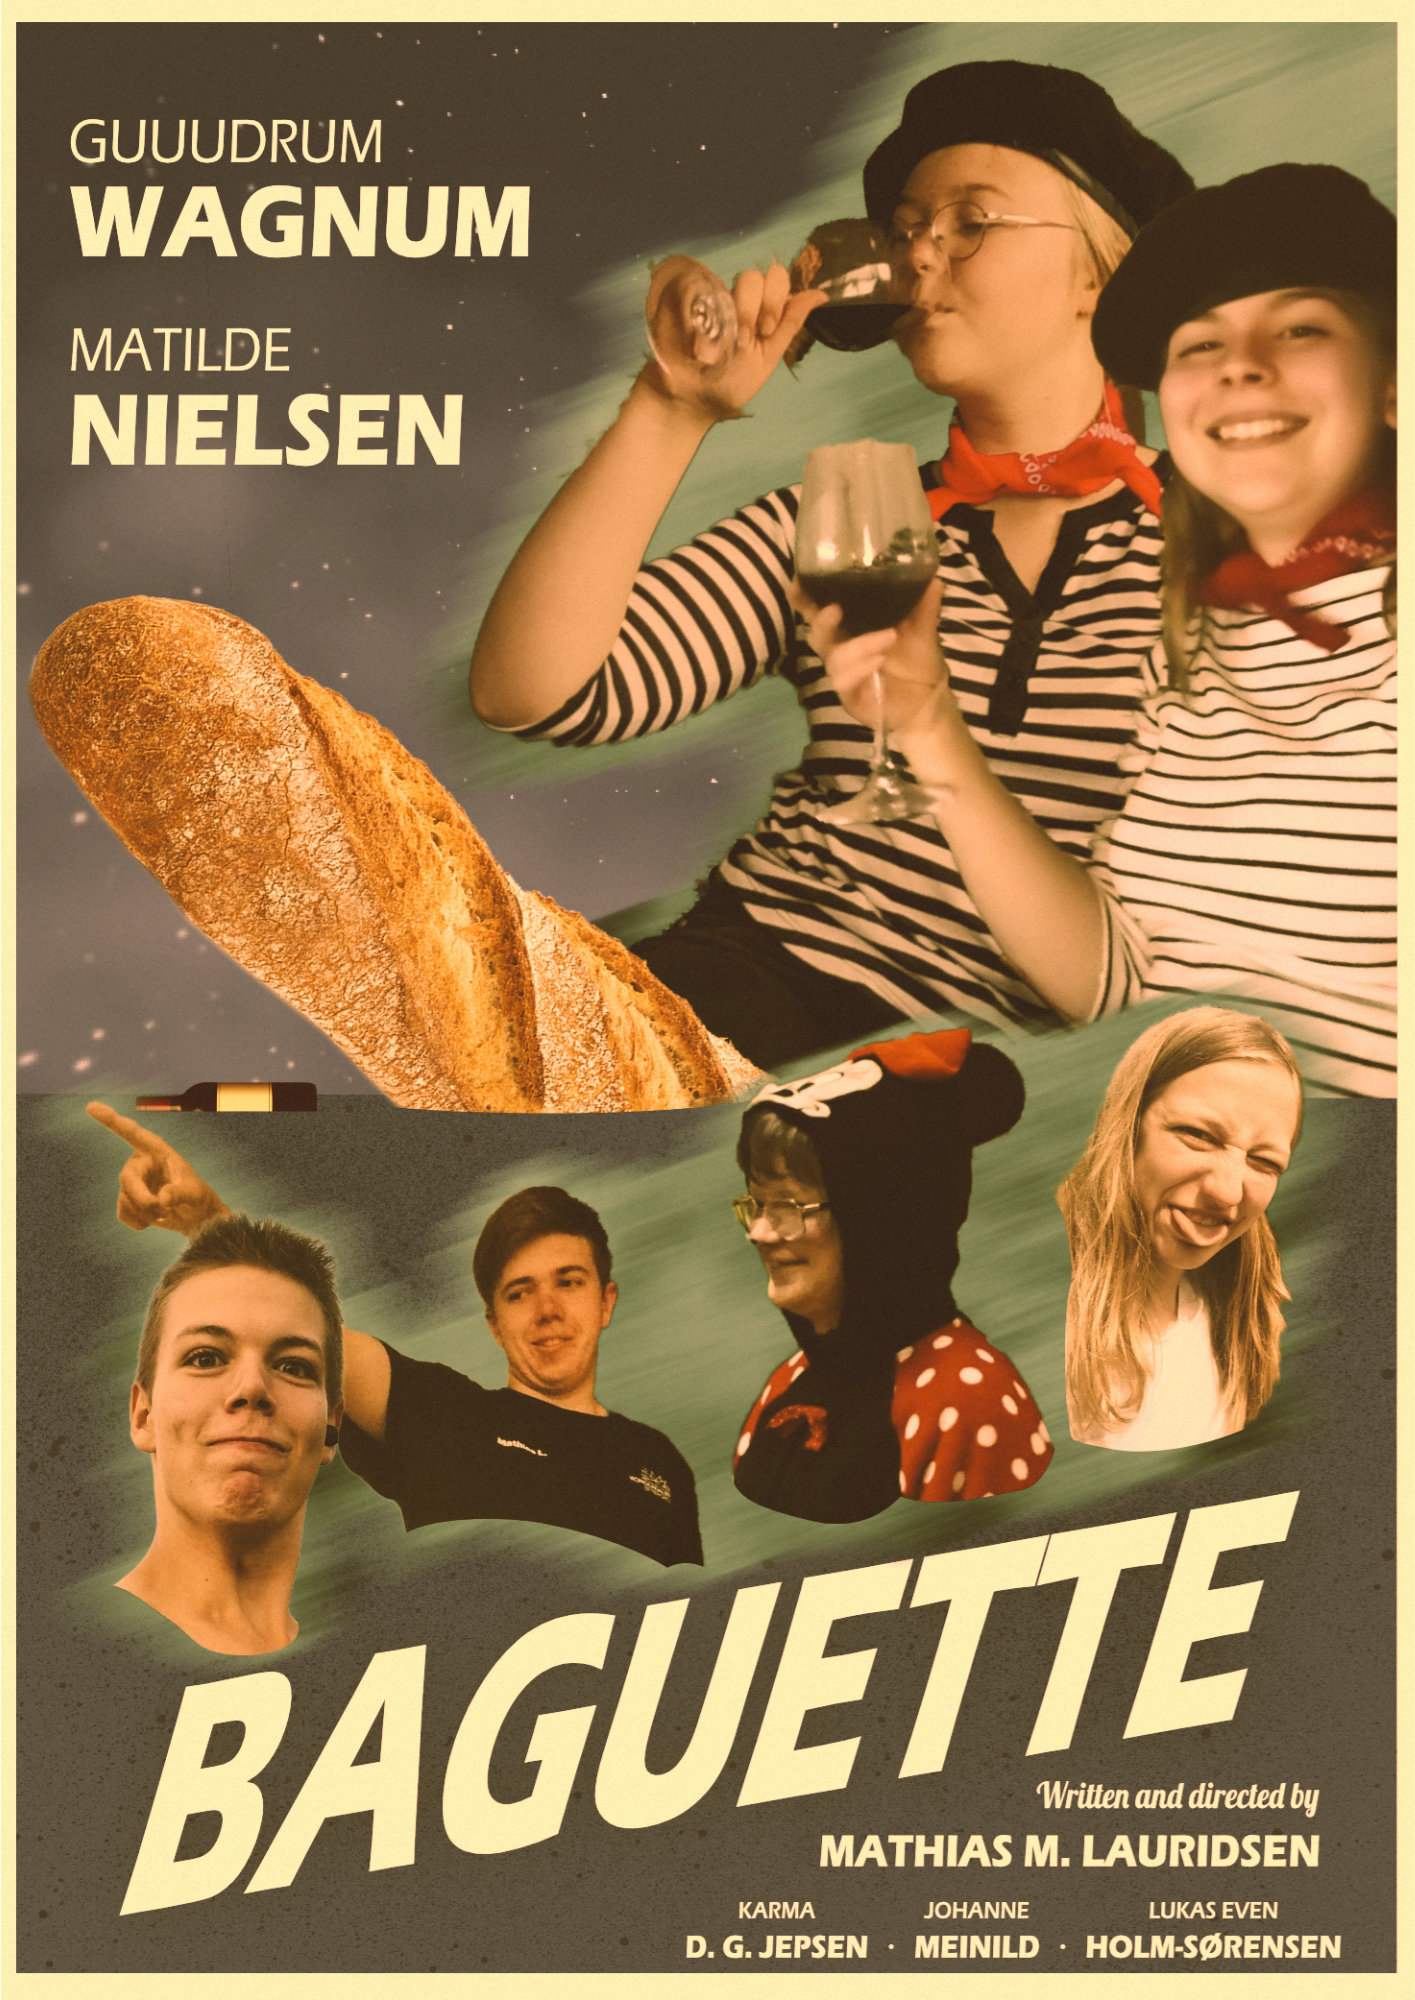 GUUUDRUM
WAGNUM
MATILDE
NIELSEN
Mathias L.
BAGUETTE
Written and directed by
MATHIAS M. LAURIDSEN
KARMA
D. G. JEPSEN
·
JOHANNE
MEINILD
·
LUKAS EVEN
HOLM-SØRENSEN